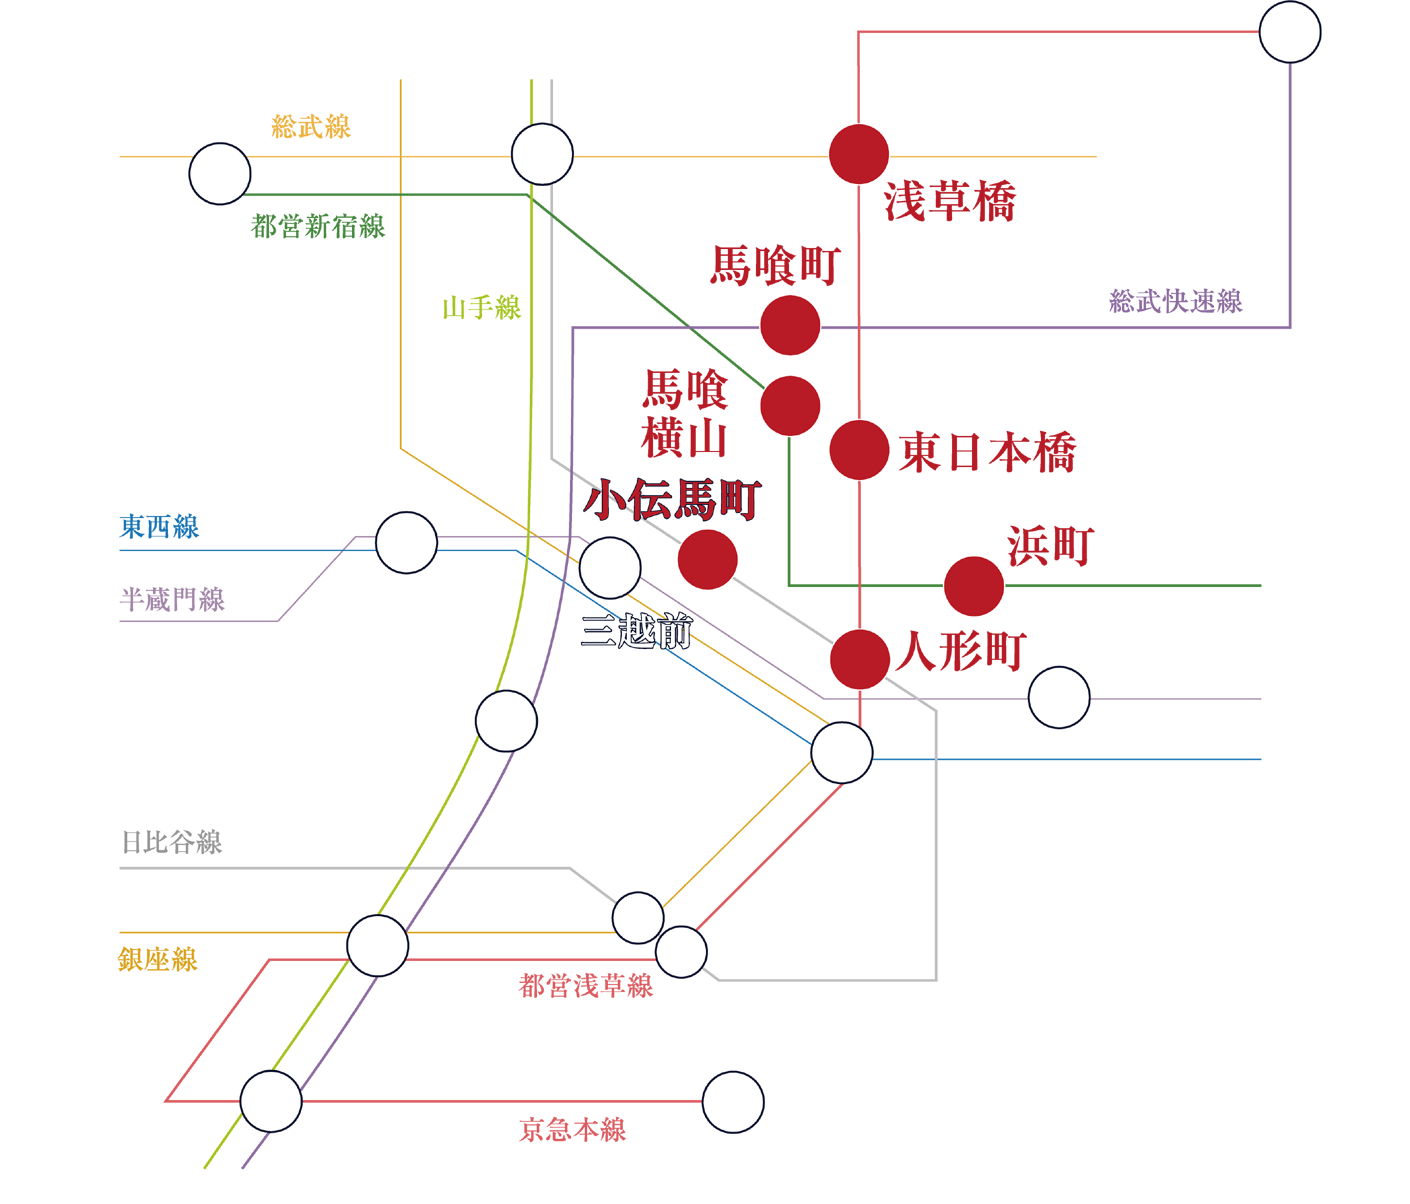 総武線
浅草橋
都営新宿線
馬喰町
総武快速線
山手線
馬喰
横山
東日本橋
小伝馬町
東西線
浜町
半蔵門線
三越前
人形町
日比谷線
銀座線
都営浅草線
京急本線